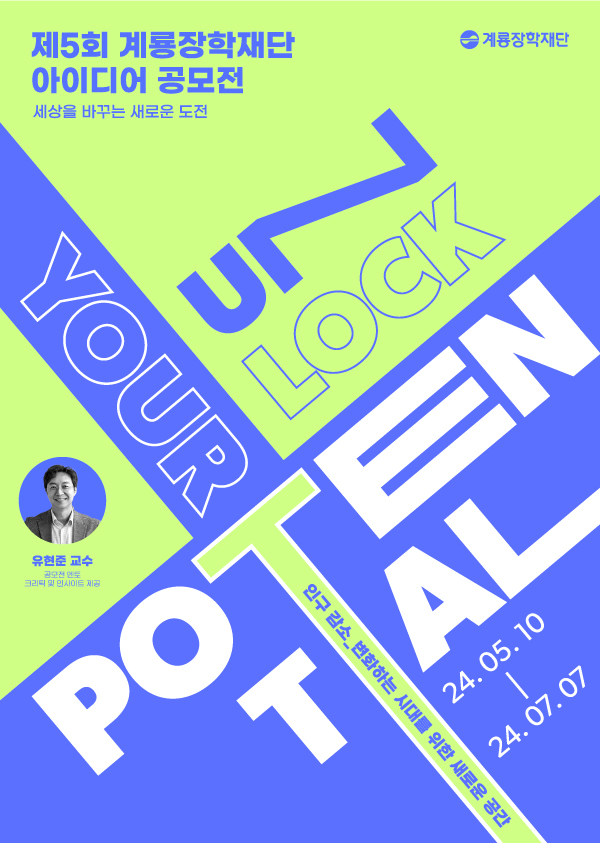 제5회 계룡장학재단
아이디어 공모전
세상을 바꾸는 새로운 도전
계룡장학재단
UN
LOCK
YOUR
POTENTAL
T
유현준 교수
공모전 멘토
크리틱 및 인사이트 제공
인구 감소_변화하는 시대를 위한 새로운 공간
24. 05. 10
|
24. 07. 07